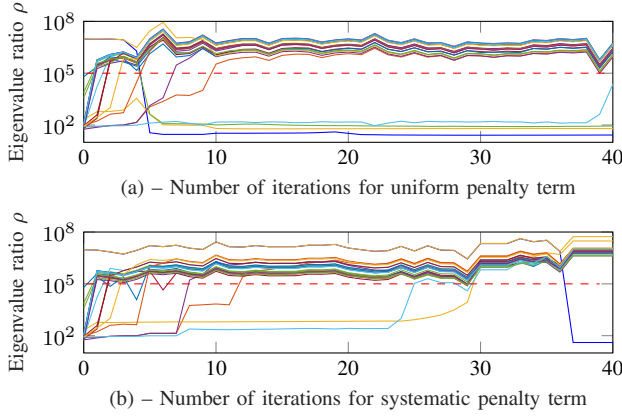 Eigenvalue ratio ρ
10^8
10^5
10^2
0 10 20 30 40
(a) – Number of iterations for uniform penalty term
Eigenvalue ratio ρ
10^8
10^5
10^2
0 10 20 30 40
(b) – Number of iterations for systematic penalty term